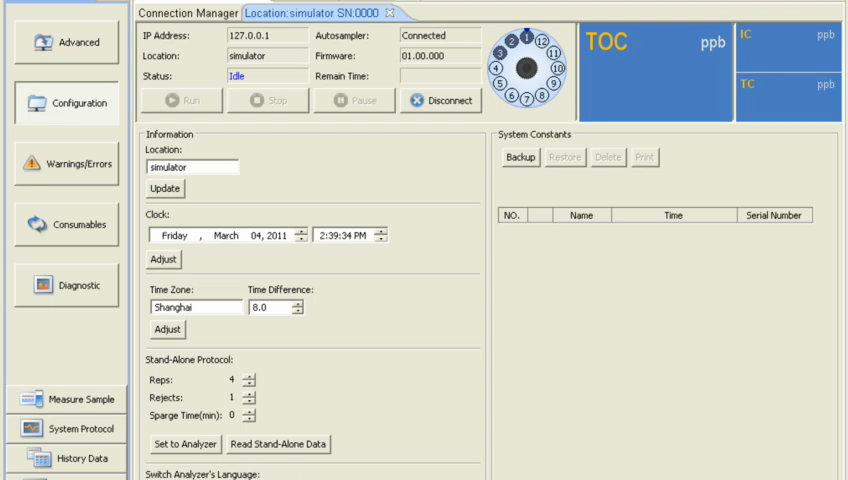 Connection Manager Location:simulator SN:0000
Advanced
Configuration
Warnings/Errors
Consumables
Diagnostic
Measure Sample
System Protocol
History Data
IP Address: 127.0.0.1 Autosampler: Connected
Location: simulator Firmware: 01.00.000
Status: Idle Remain Time:
Run Stop Pause Disconnect
1 2 3 4 5 6 7 8 9 10 11 12
TOC ppb
IC ppb
TC ppb
Information
Location:
simulator
Update
Clock:
Friday , March 04, 2011 2:39:34 PM
Adjust
Time Zone: Time Difference:
Shanghai 8.0
Adjust
Stand-Alone Protocol:
Reps: 4
Rejects: 1
Sparge Time(min): 0
Set to Analyzer Read Stand-Alone Data
Switch Analyzer's Language:
System Constants
Backup Restore Delete Print
NO. Name Time Serial Number